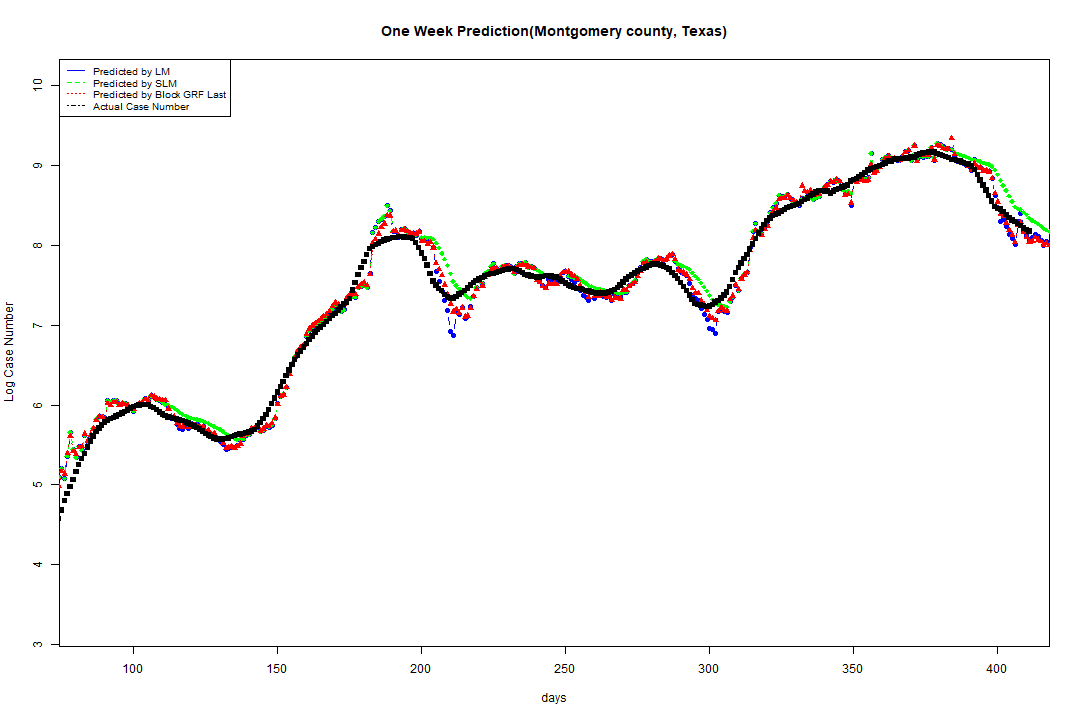 One Week Prediction(Montgomery county, Texas)
Predicted by LM
Predicted by SLM
Predicted by Block GRF Last
Actual Case Number
10
9
8
7
6
5
4
3
Log Case Number
100 150 200 250 300 350 400
days